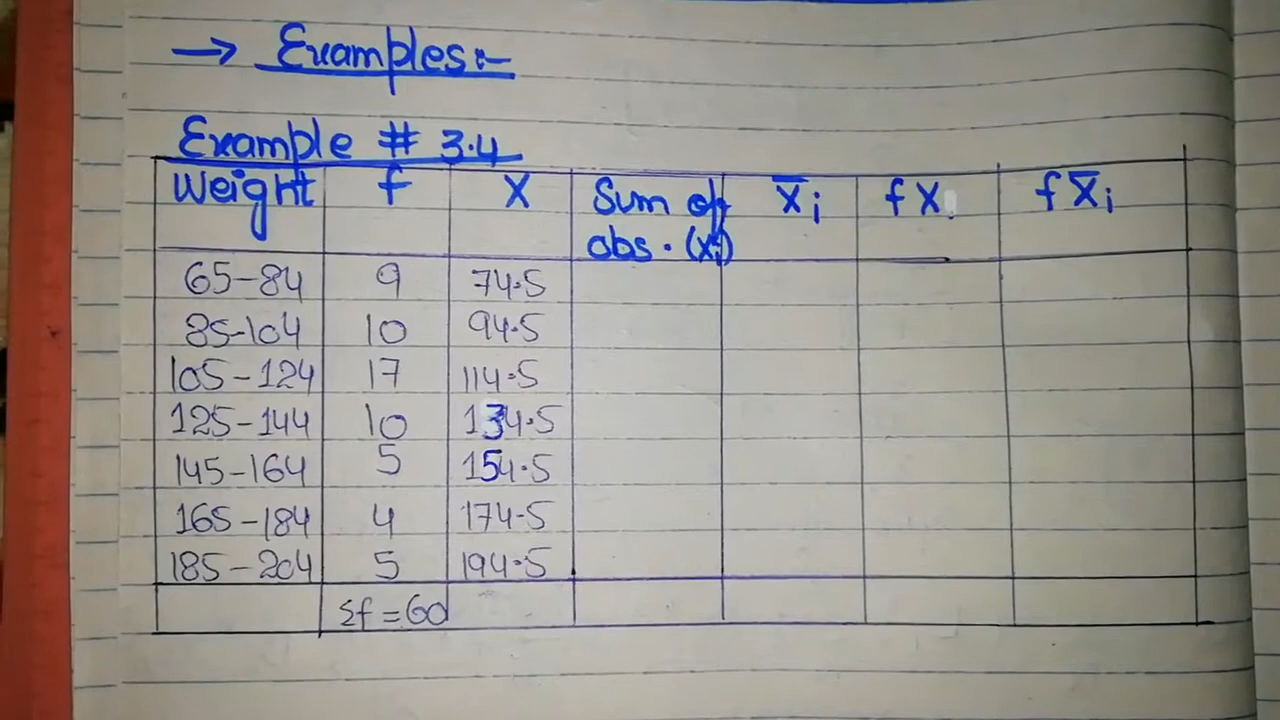 → Examples:-
Example # 3.4
Weight f X Sum of obs. (xi) X̄i fX fX̄i
65-84 9 74.5
85-104 10 94.5
105-124 17 114.5
125-144 10 134.5
145-164 5 154.5
165-184 4 174.5
185-204 5 194.5
Σf = 60